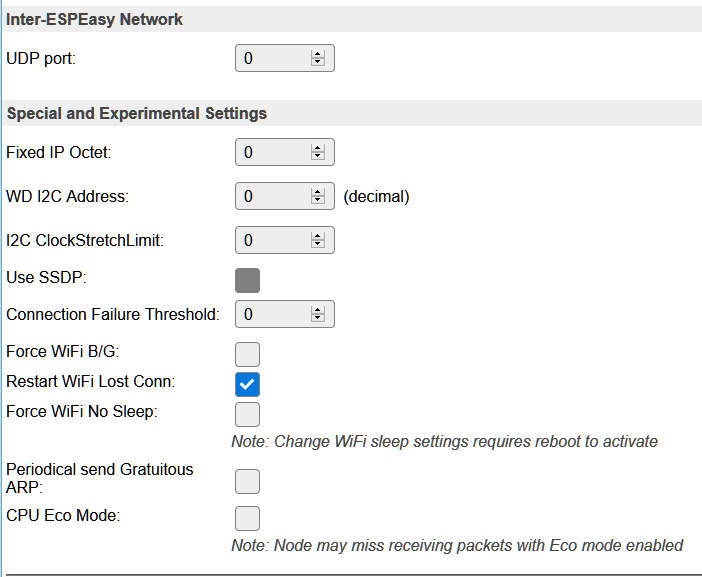 Inter-ESPEasy Network
UDP port: 0
Special and Experimental Settings
Fixed IP Octet: 0
WD I2C Address: 0 (decimal)
I2C ClockStretchLimit: 0
Use SSDP:
Connection Failure Threshold: 0
Force WiFi B/G:
Restart WiFi Lost Conn:
Force WiFi No Sleep:
Note: Change WiFi sleep settings requires reboot to activate
Periodical send Gratuitous
ARP:
CPU Eco Mode:
Note: Node may miss receiving packets with Eco mode enabled